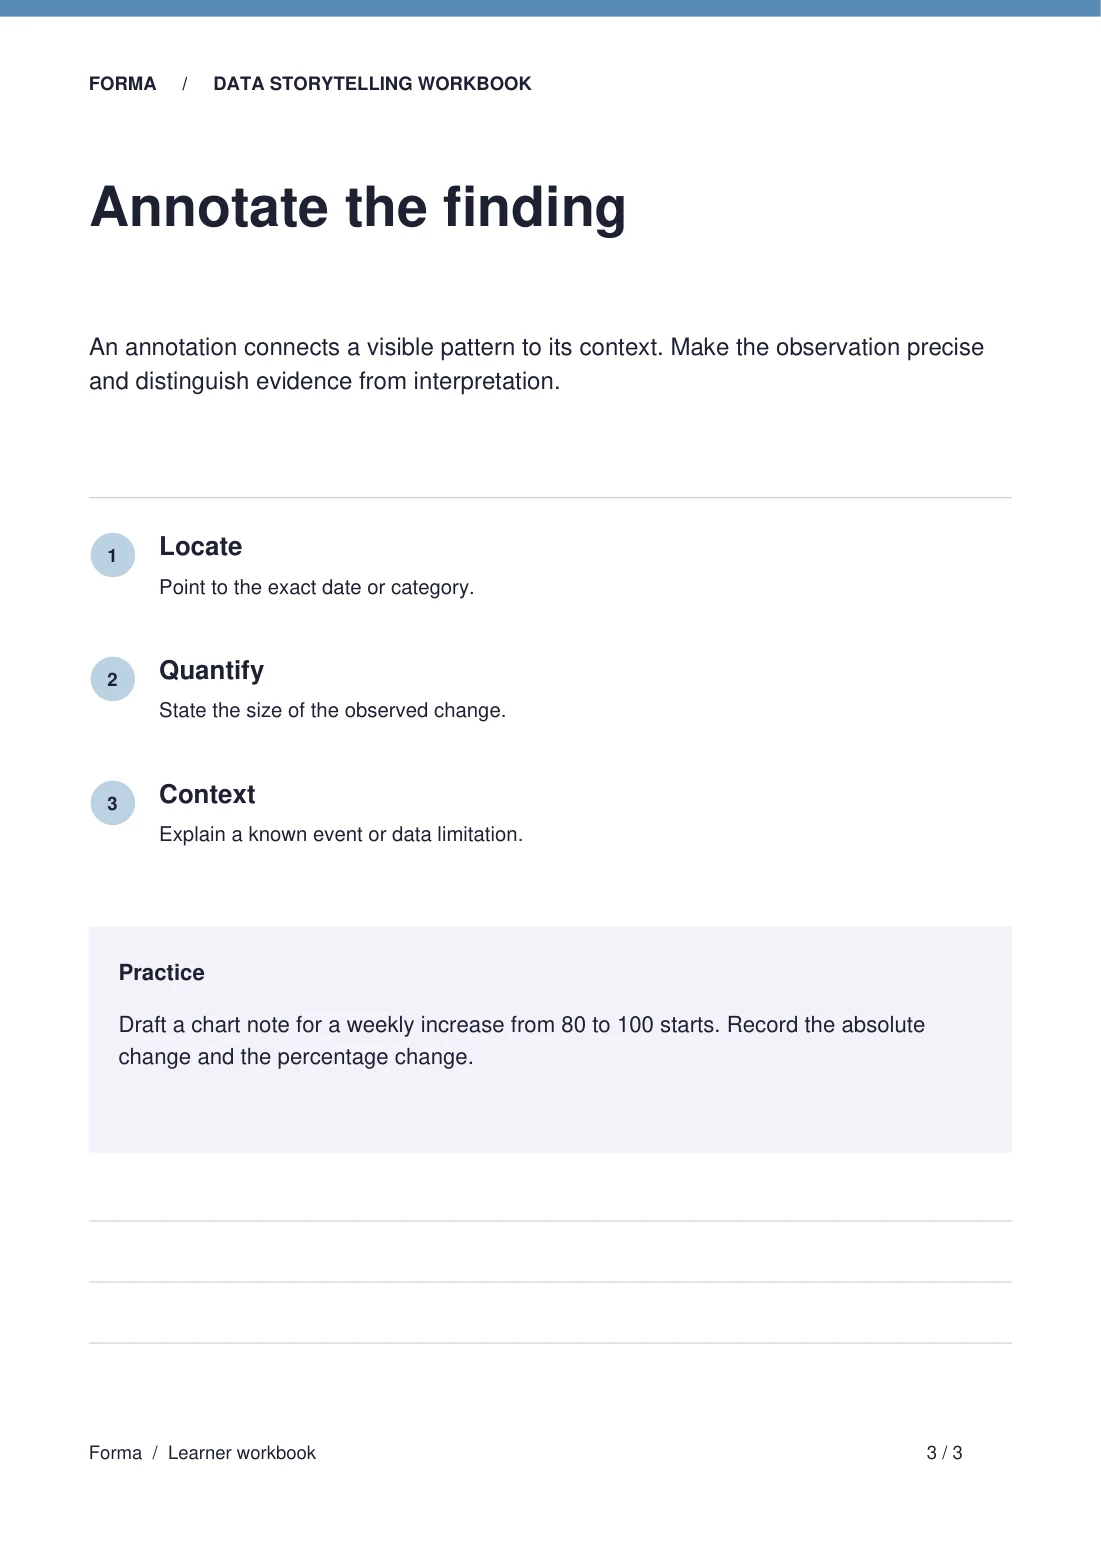 FORMA / DATA STORYTELLING WORKBOOK
Annotate the finding
An annotation connects a visible pattern to its context. Make the observation precise
and distinguish evidence from interpretation.
1 Locate
Point to the exact date or category.
2 Quantify
State the size of the observed change.
3 Context
Explain a known event or data limitation.
Practice
Draft a chart note for a weekly increase from 80 to 100 starts. Record the absolute
change and the percentage change.
Forma / Learner workbook 3 / 3